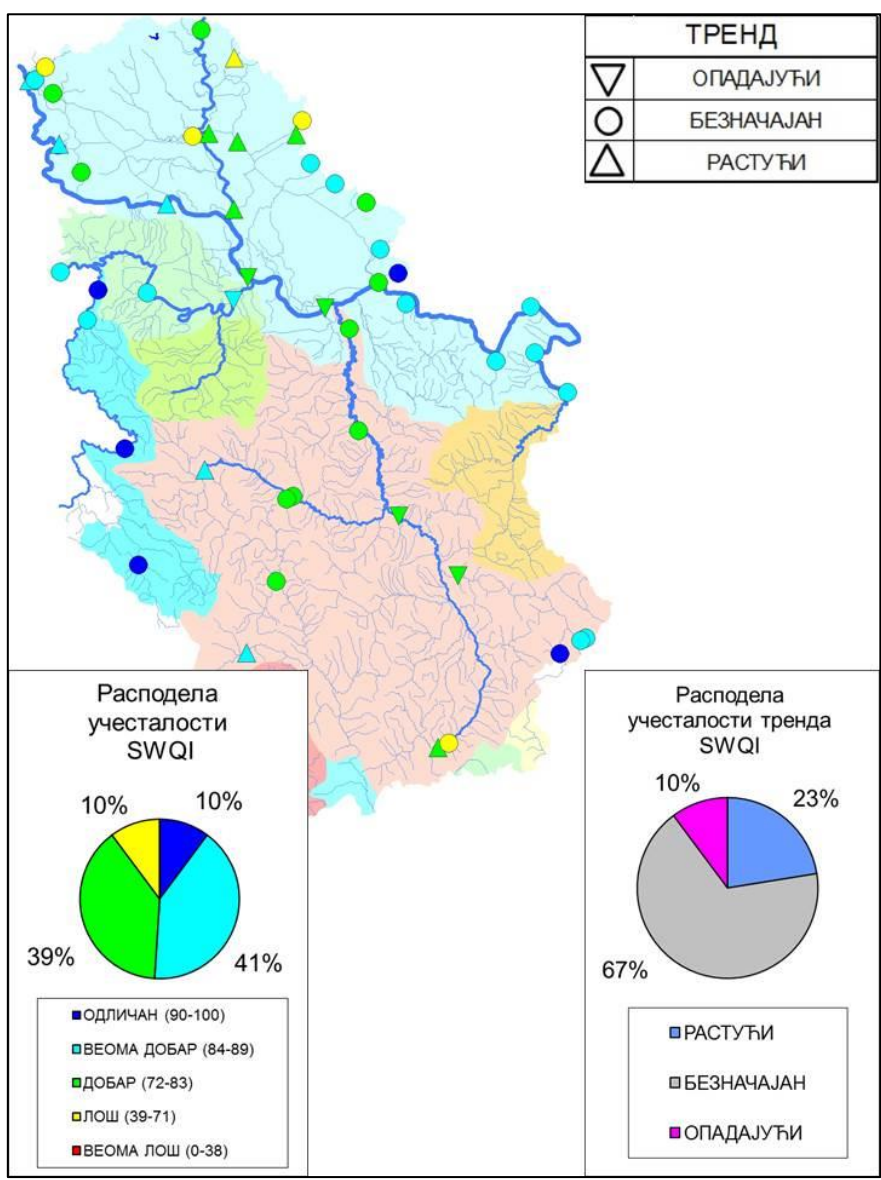 ТРЕНД
ОПАДАЈУЋИ
БЕЗНАЧАЈАН
РАСТУЋИ
Расподела
учесталости
SWQI
10%
10%
39%
41%
ОДЛИЧАН (90-100)
ВЕОМА ДОБАР (84-89)
ДОБАР (72-83)
ЛОШ (39-71)
ВЕОМА ЛОШ (0-38)
Расподела
учесталости тренда
SWQI
10%
23%
67%
РАСТУЋИ
БЕЗНАЧАЈАН
ОПАДАЈУЋИ